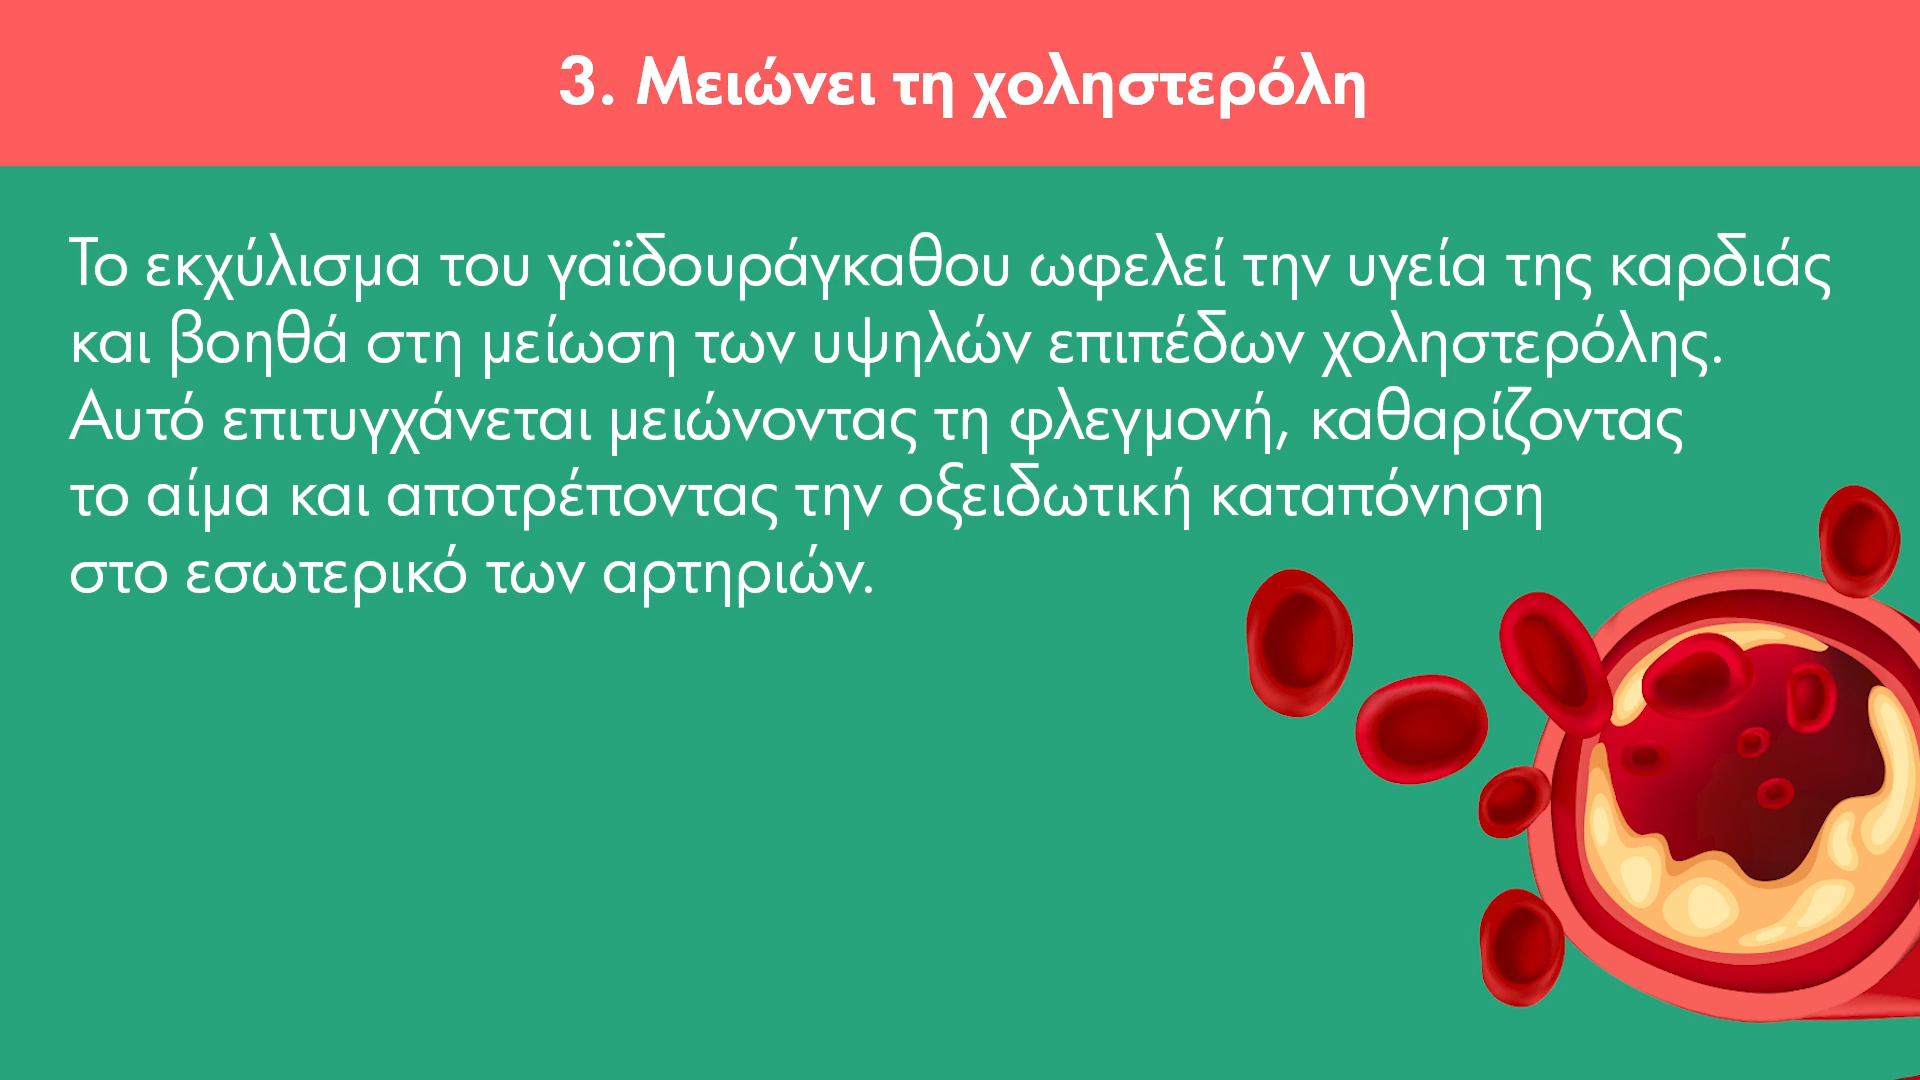 3. Μειώνει τη χοληστερόλη
Το εκχύλισμα του γαϊδουράγκαθου ωφελεί την υγεία της καρδιάς
και βοηθά στη μείωση των υψηλών επιπέδων χοληστερόλης.
Αυτό επιτυγχάνεται μειώνοντας τη φλεγμονή, καθαρίζοντας
το αίμα και αποτρέποντας την οξειδωτική καταπόνηση
στο εσωτερικό των αρτηριών.